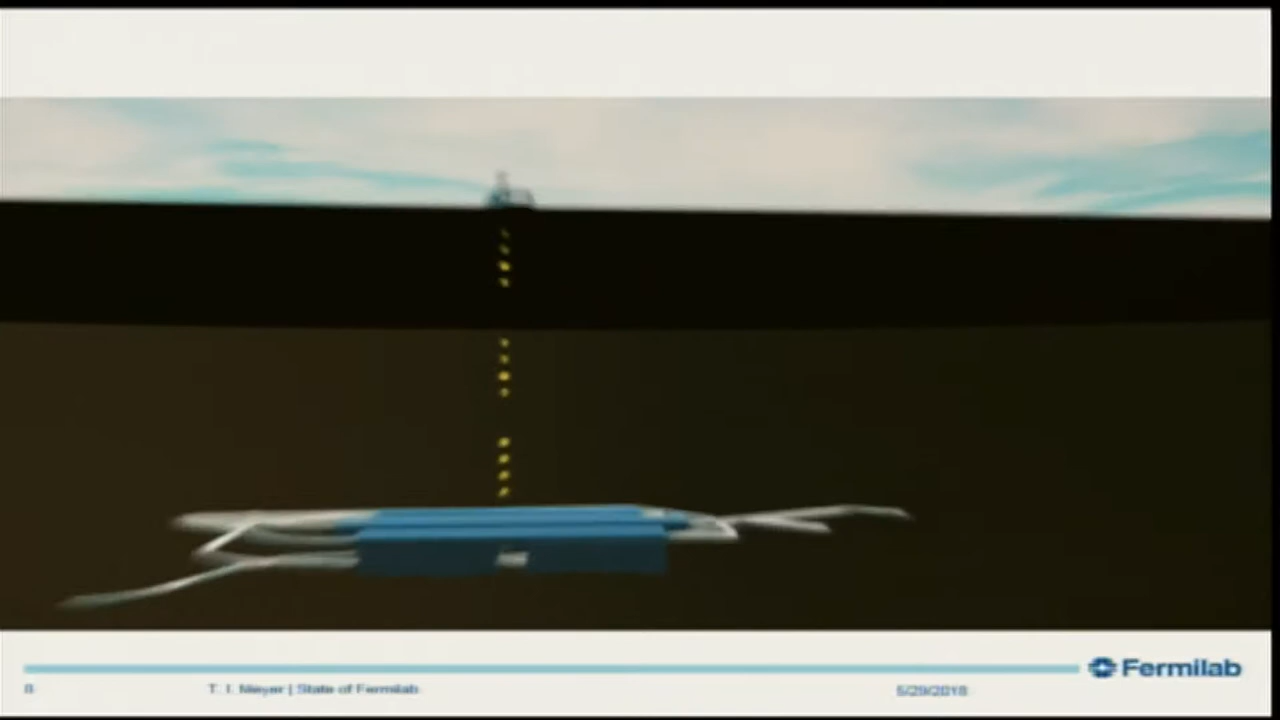 Fermilab
8
T. I. Meyer | State of Fermilab
5/29/2018